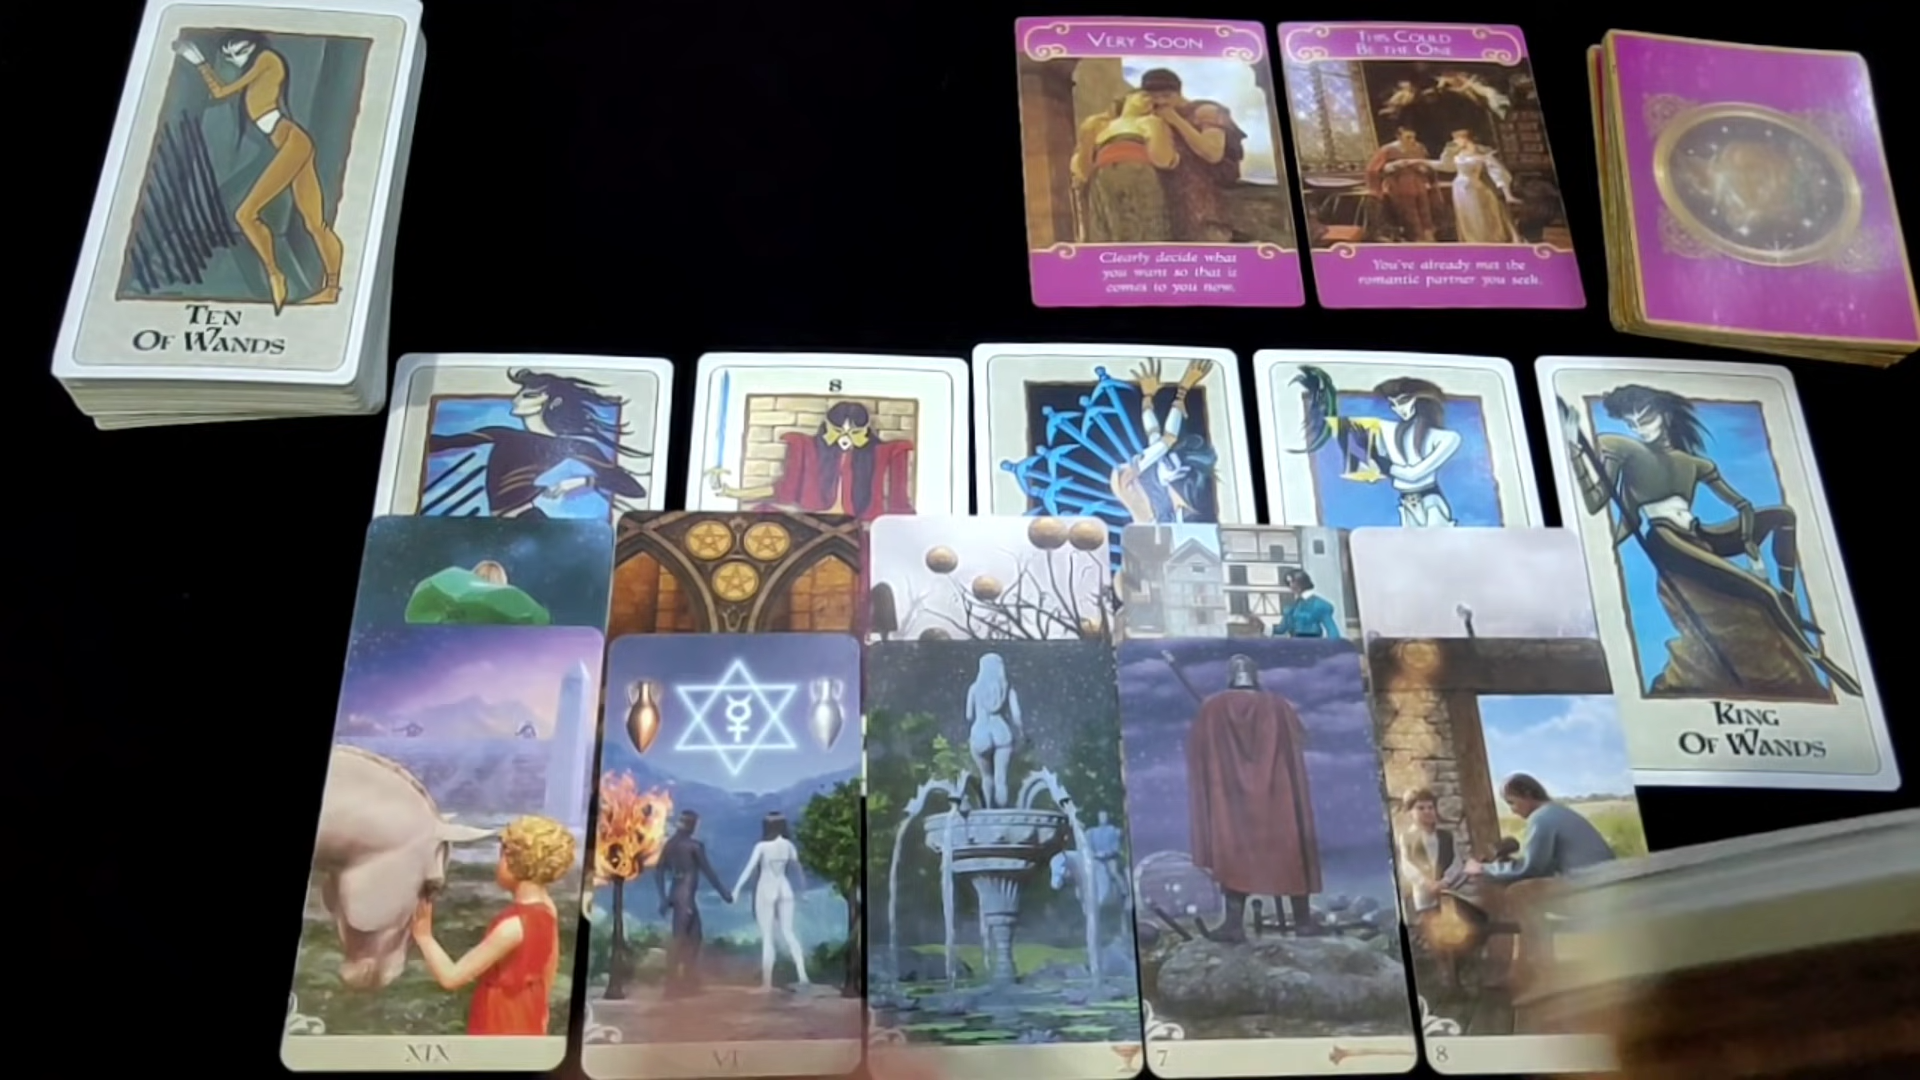 TEN
OF WANDS
VERY SOON
Clearly decide what
you want so that it
comes to you now.
THIS COULD
BE THE ONE
You've already met the
romantic partner you seek.
8
KING
OF WANDS
XIX
VI
7
8